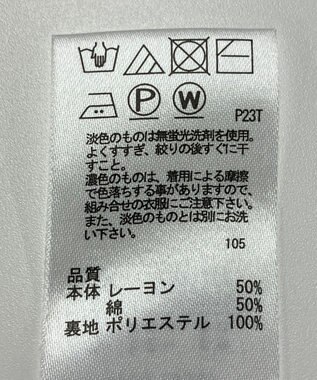 P
W
P23T
淡色のものは無蛍光洗剤を使用。
よくすすぎ、絞りの後すぐに干
すこと。
濃色のものは、着用による摩擦
で色落ちする事がありますので、
組み合せの衣服にご注意下さい。
また、淡色のものとは別にお洗
い下さい。
105
品質
本体 レーヨン 50%
綿 50%
裏地 ポリエステル 100%